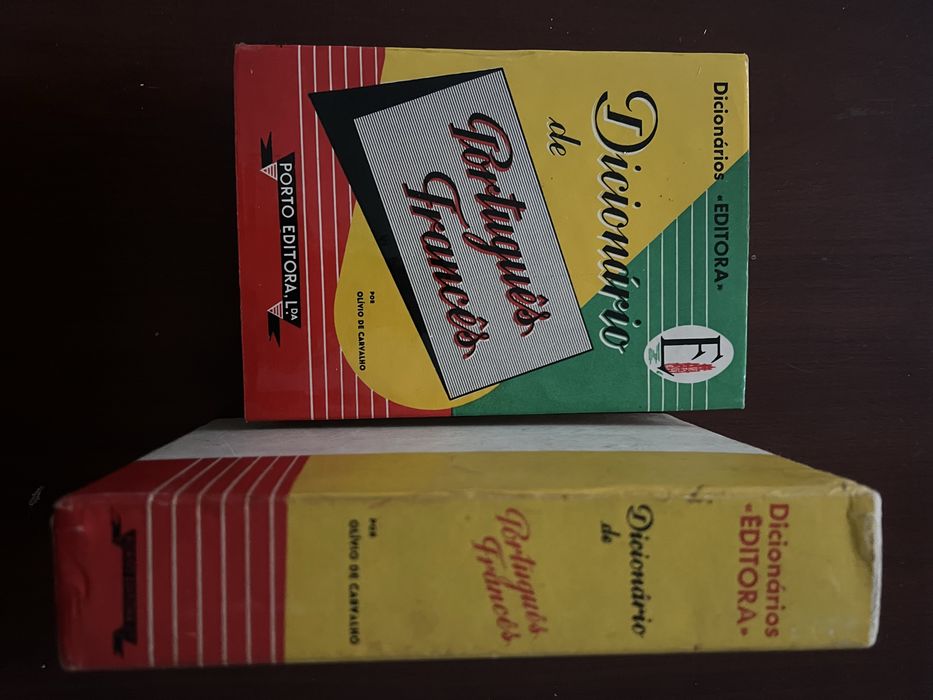 Dicionários «EDITORA»
E
Dicionário
de
Português
Francês
POR
OLÍVIO DE CARVALHO
PORTO EDITORA, L.DA
Dicionários
«EDITORA»
Dicionário
de
Português
Francês
POR
OLÍVIO DE CARVALHO